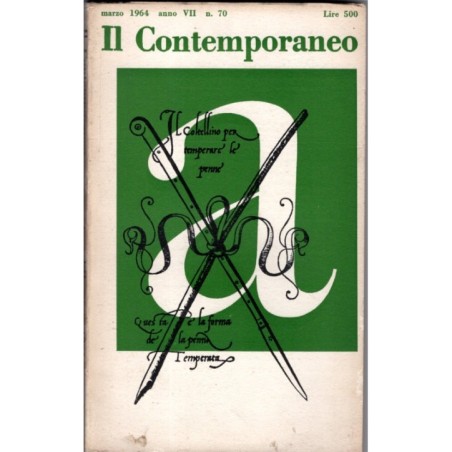 marzo 1964 anno VII n. 70 Lire 500
Il Contemporaneo
a
Il Coltellino per
temperare le
penne
Questa è la forma
de la penna
Temperata